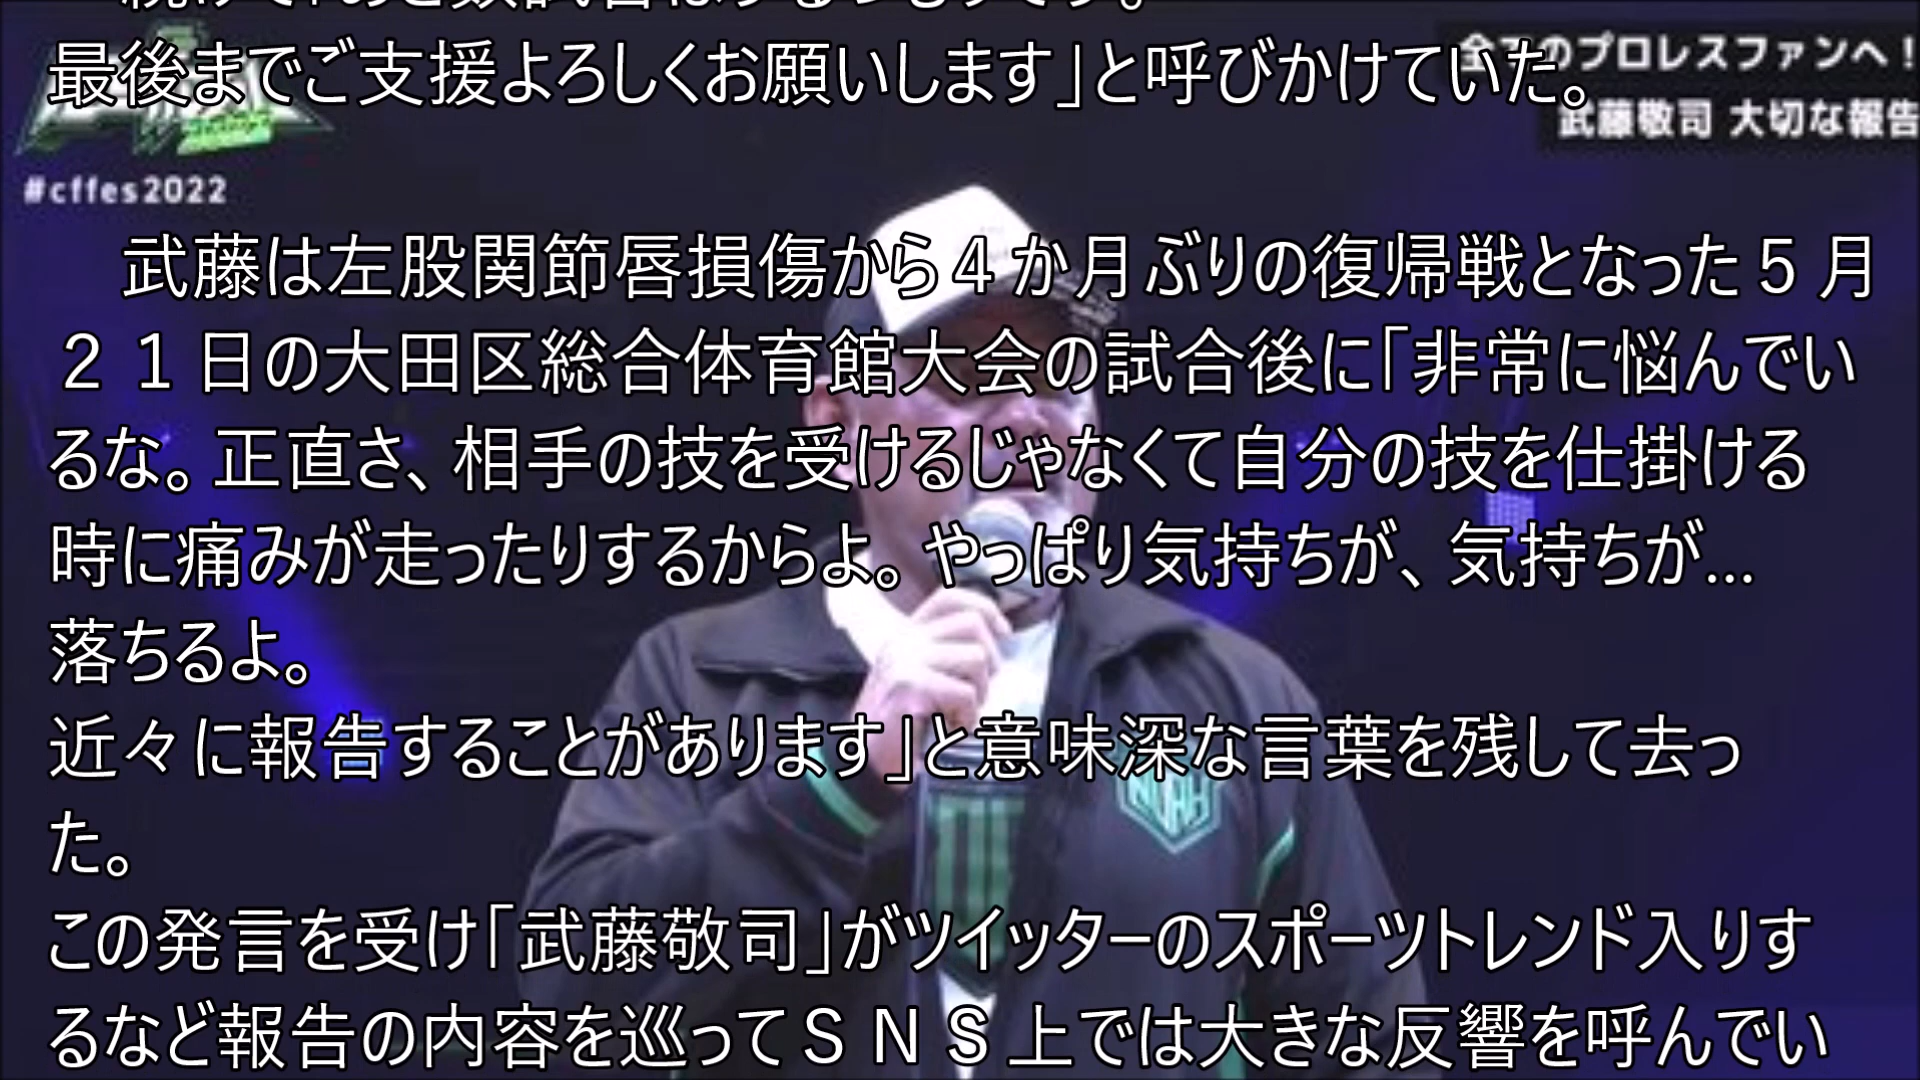 最後までご支援よろしくお願いします」と呼びかけていた。
のプロレスファンへ！
武藤敬司 大切な報告
#cffes2022
武藤は左股関節唇損傷から４か月ぶりの復帰戦となった５月
２１日の大田区総合体育館大会の試合後に「非常に悩んでい
るな。正直さ、相手の技を受けるじゃなくて自分の技を仕掛ける
時に痛みが走ったりするからよ。やっぱり気持ちが、気持ちが…
落ちるよ。
近々に報告することがあります」と意味深な言葉を残して去っ
た。
NOAH
この発言を受け「武藤敬司」がツイッターのスポーツトレンド入りす
るなど報告の内容を巡ってＳＮＳ上では大きな反響を呼んでい